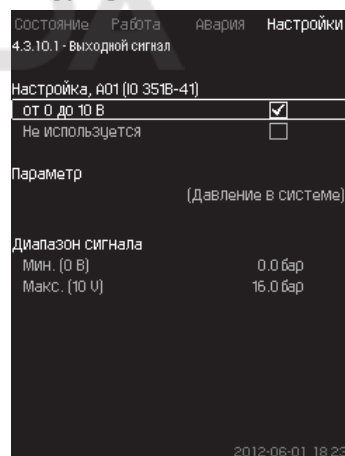 Состояние Работа Авария Настройки
4.3.10.1 - Выходной сигнал
Настройка, AO1 (IO 351B-41)
от 0 до 10 В
Не используется
Параметр
(Давление в системе)
Диапазон сигнала
Мин. (0 В) 0.0 бар
Макс. (10 V) 16.0 бар
2012-06-01 18:23